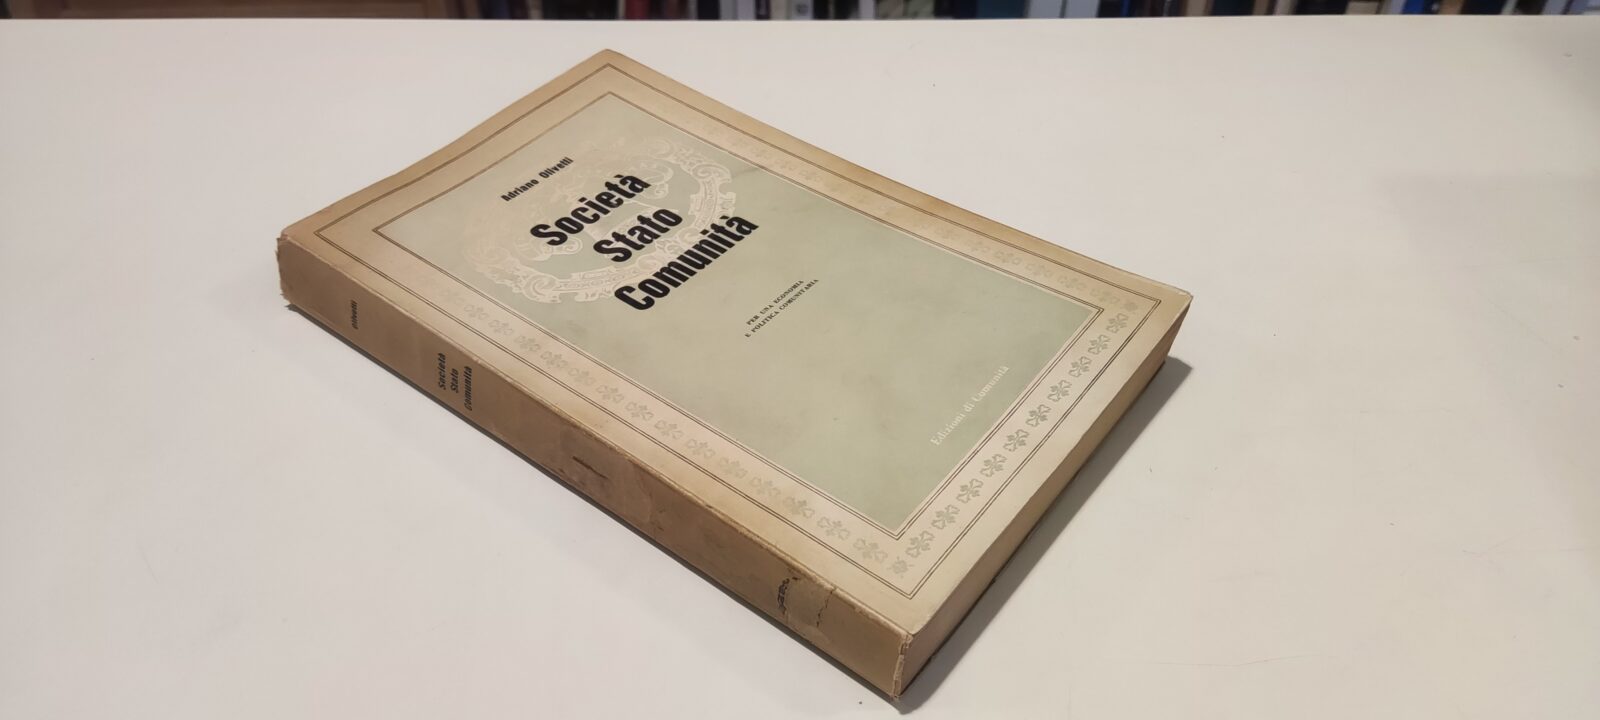 Adriano Olivetti
Società
Stato
Comunità
PER UNA ECONOMIA
E POLITICA COMUNITARIA
Edizioni di Comunità
Olivetti
Società
Stato
Comunità